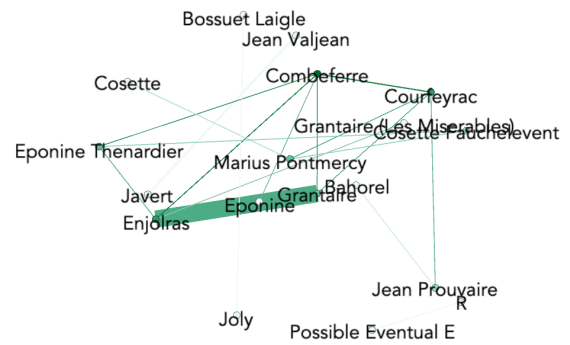 Bossuet Laigle
Jean Valjean
Combeferre
Cosette
Courfeyrac
Grantaire (Les Miserables)
Cosette Fauchelevent
Eponine Thenardier
Marius Pontmercy
Bahorel
Javert
Grantaire
Eponine
Enjolras
Jean Prouvaire
R
Joly
Possible Eventual E